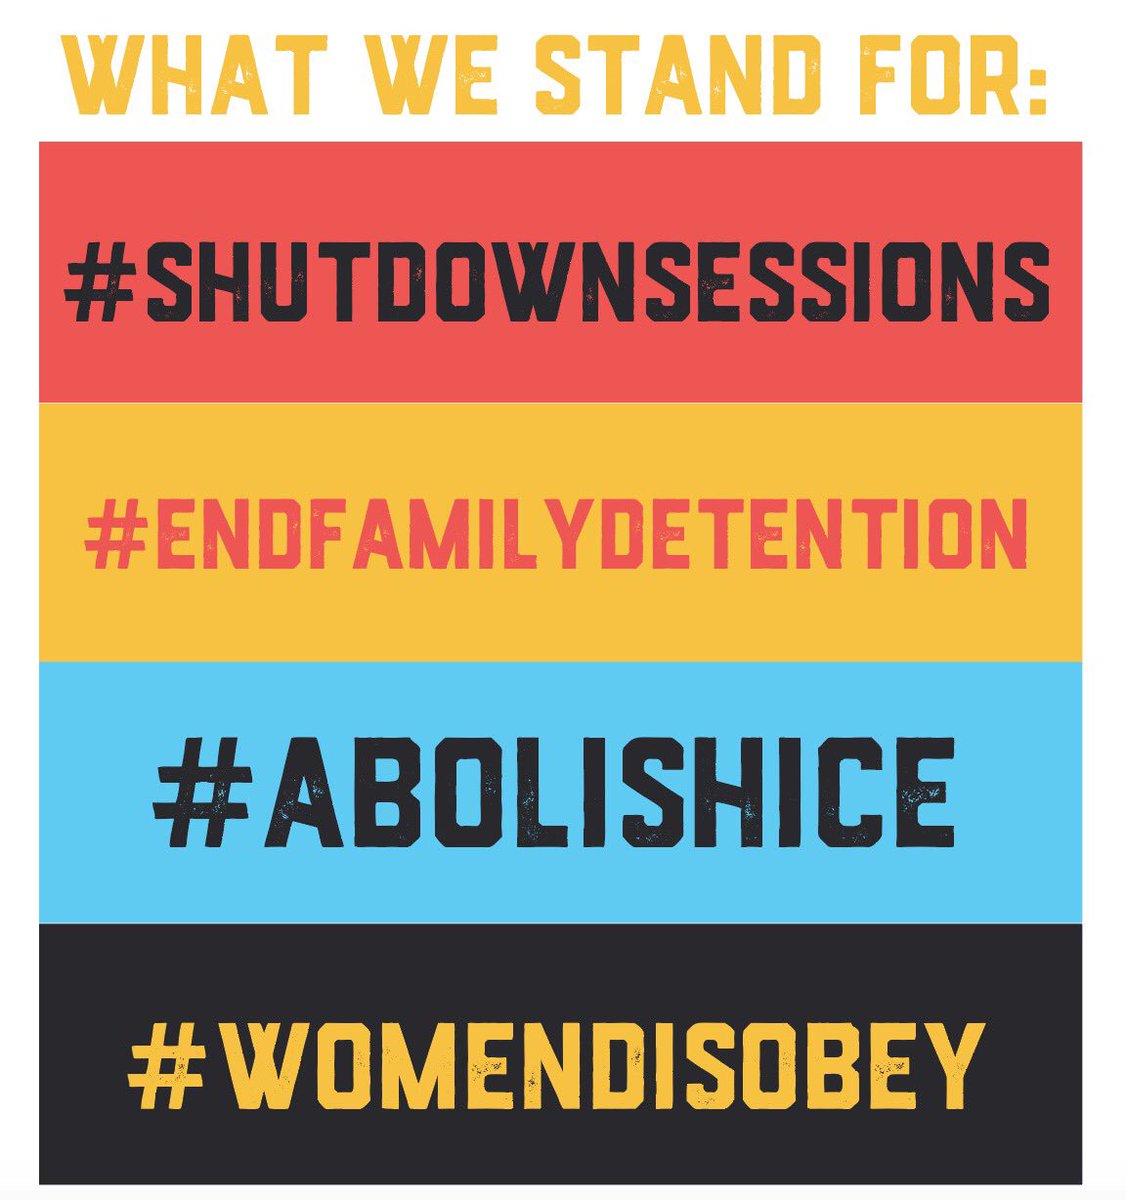 WHAT WE STAND FOR:
#SHUTDOWNSESSIONS
#ENDFAMILYDETENTION
#ABOLISHICE
#WOMENDISOBEY